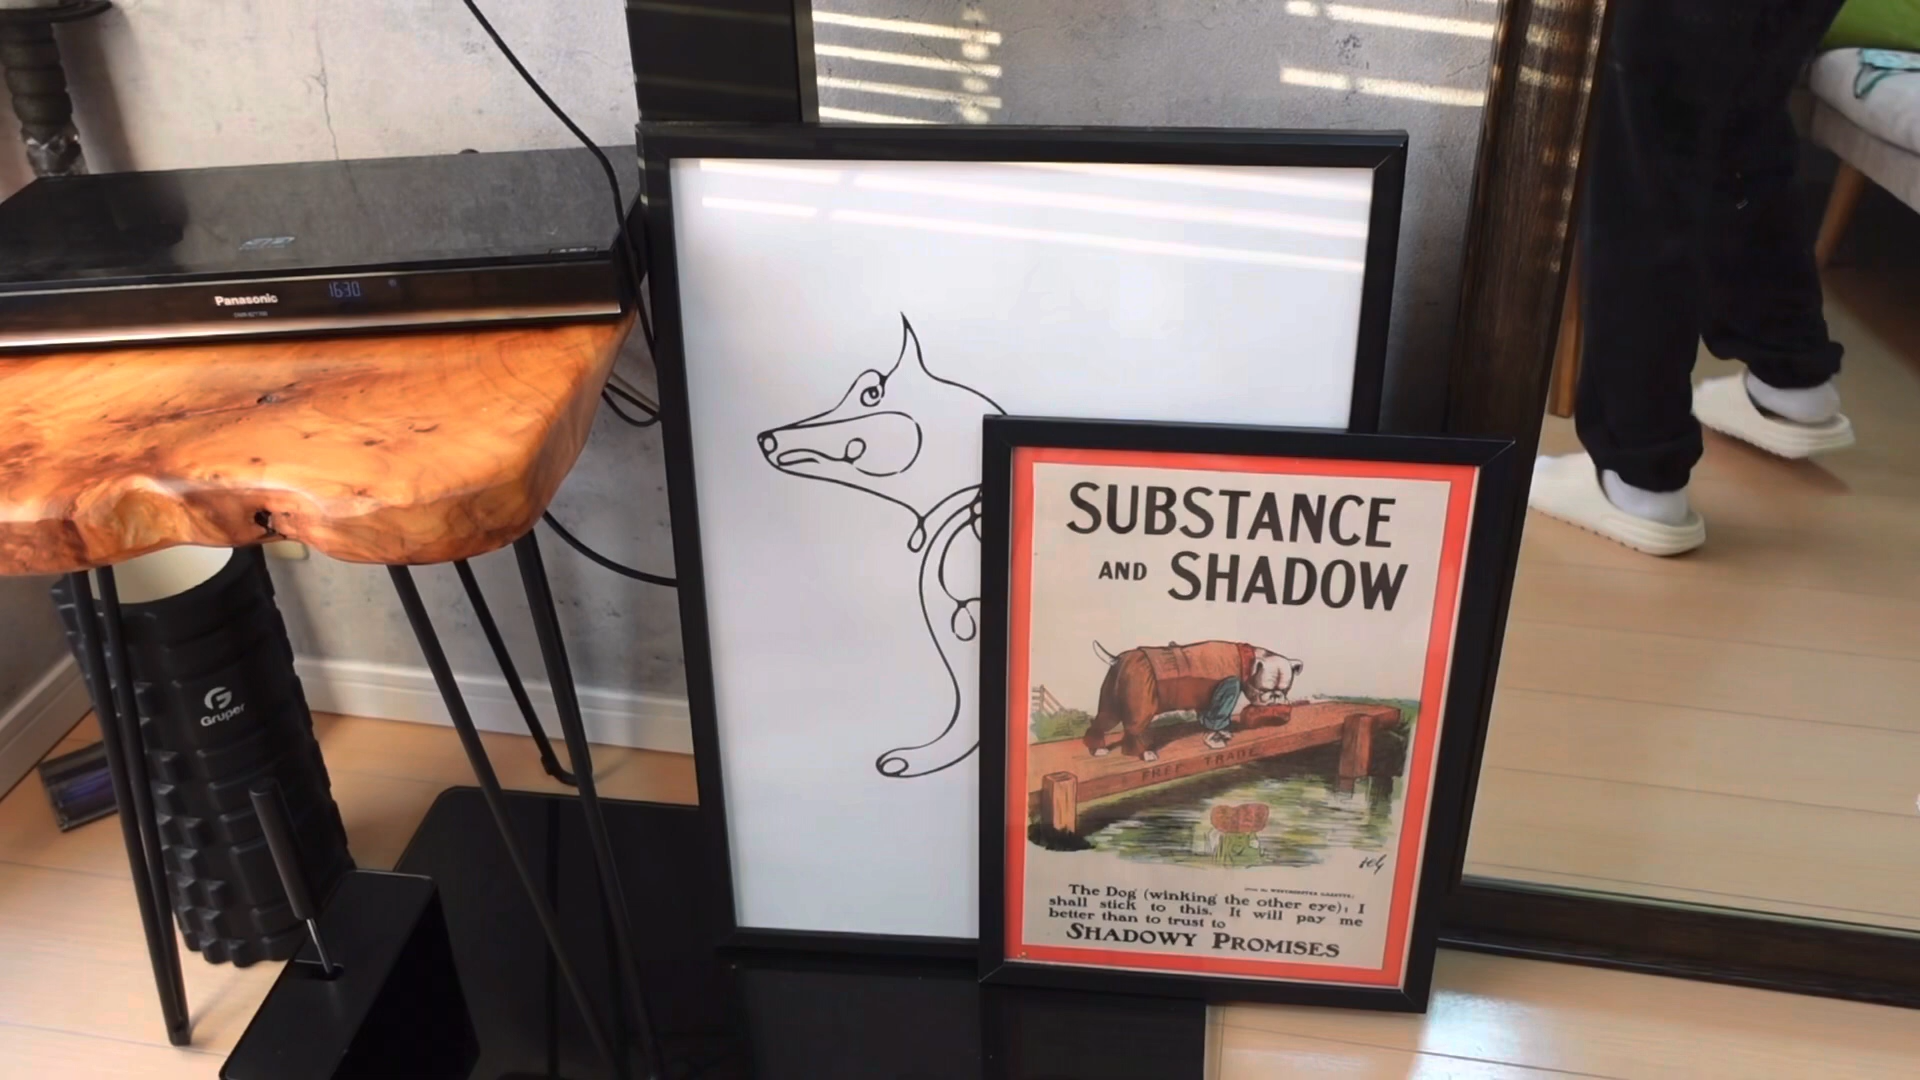 Panasonic
16:30
Gruper
SUBSTANCE
AND SHADOW
FREE TRADE
The Dog (winking the other eye); I
shall stick to this. It will pay me
better than to trust to
SHADOWY PROMISES